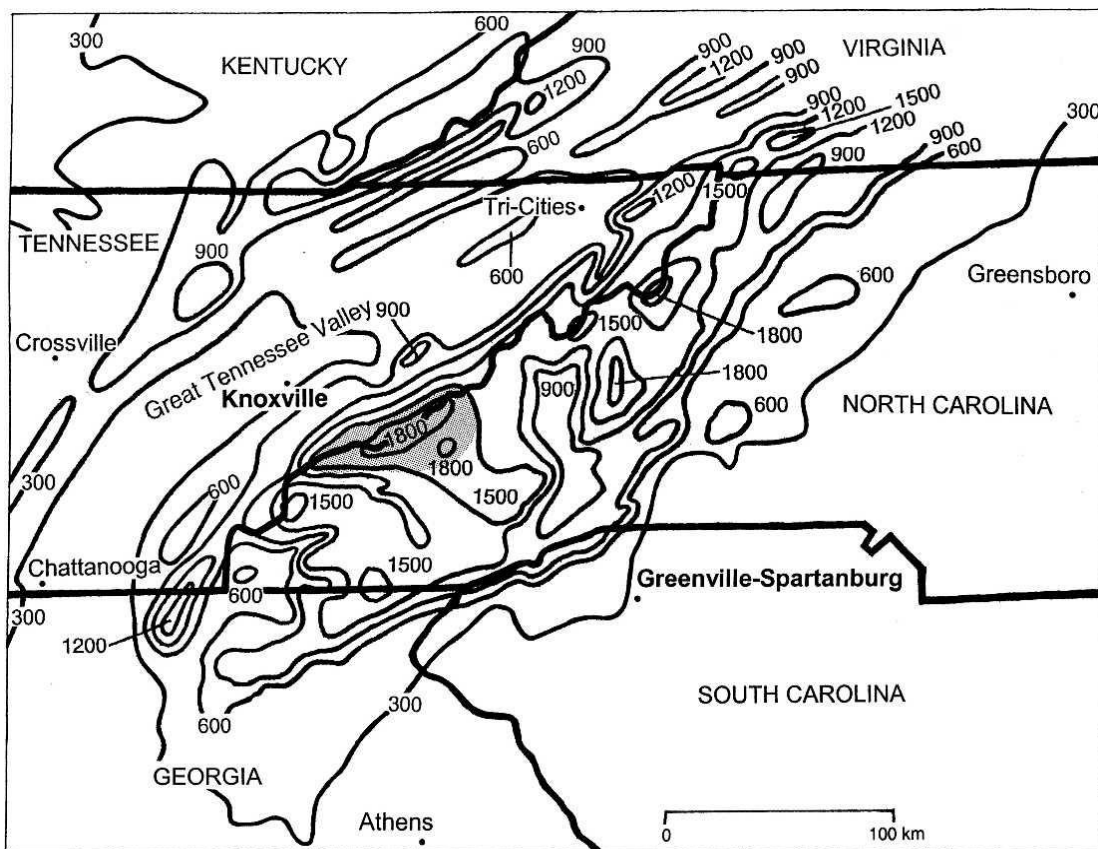 300
600
900
KENTUCKY
1200
900
1200
900
900
VIRGINIA
900
1200
1500
1200
300
600
900
900
600
1200
1500
TENNESSEE
Tri-Cities
900
600
600
Greensboro
Crossville
Great Tennessee Valley
900
1500
1800
Knoxville
900
1800
600
NORTH CAROLINA
1800
1800
300
600
1500
1500
1500
Chattanooga
600
Greenville-Spartanburg
300
1200
600
300
SOUTH CAROLINA
GEORGIA
Athens
0
100 km